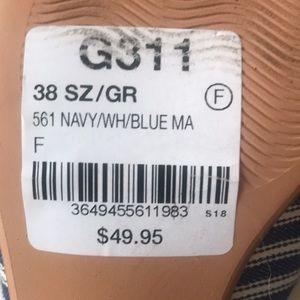 G311
38 SZ/GR F
561 NAVY/WH/BLUE MA
F
3649455611983 S18
$49.95